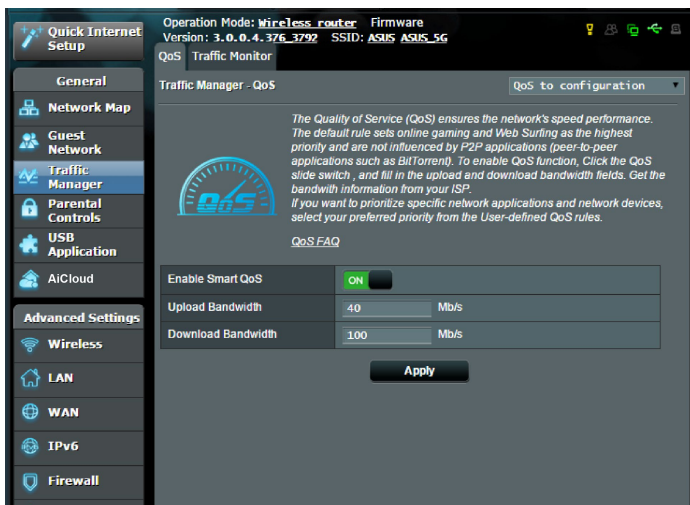 Quick Internet
Setup
Operation Mode: Wireless router Firmware
Version: 3.0.0.4.376_3792 SSID: ASUS ASUS_5G
QoS Traffic Monitor
General
Network Map
Guest
Network
Traffic
Manager
Parental
Controls
USB
Application
AiCloud
Advanced Settings
Wireless
LAN
WAN
IPv6
Firewall
Traffic Manager - QoS
QoS to configuration
QoS
The Quality of Service (QoS) ensures the network's speed performance.
The default rule sets online gaming and Web Surfing as the highest
priority and are not influenced by P2P applications (peer-to-peer
applications such as BitTorrent). To enable QoS function, Click the QoS
slide switch , and fill in the upload and download bandwidth fields. Get the
bandwith information from your ISP.
If you want to prioritize specific network applications and network devices,
select your preferred priority from the User-defined QoS rules.
QoS FAQ
Enable Smart QoS ON
Upload Bandwidth 40 Mb/s
Download Bandwidth 100 Mb/s
Apply